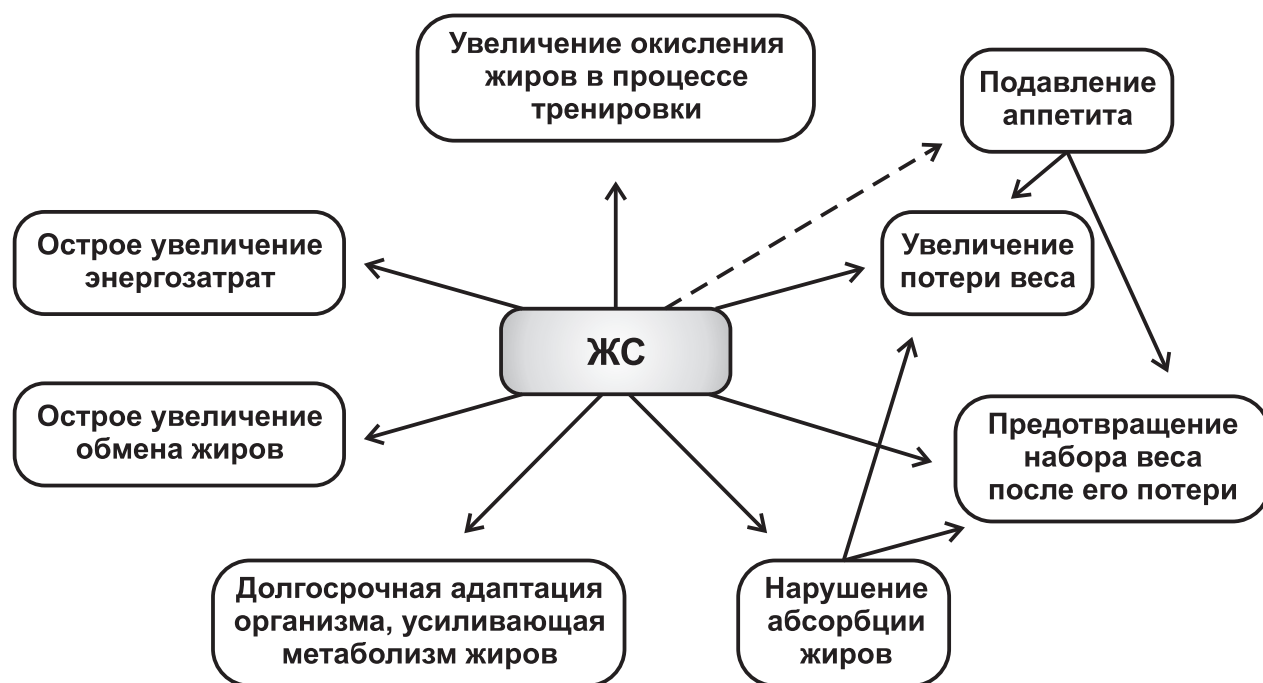 Увеличение окисления
жиров в процессе
тренировки
Подавление
аппетита
Острое увеличение
энергозатрат
Увеличение
потери веса
ЖС
Острое увеличение
обмена жиров
Предотвращение
набора веса
после его потери
Долгосрочная адаптация
организма, усиливающая
метаболизм жиров
Нарушение
абсорбции
жиров